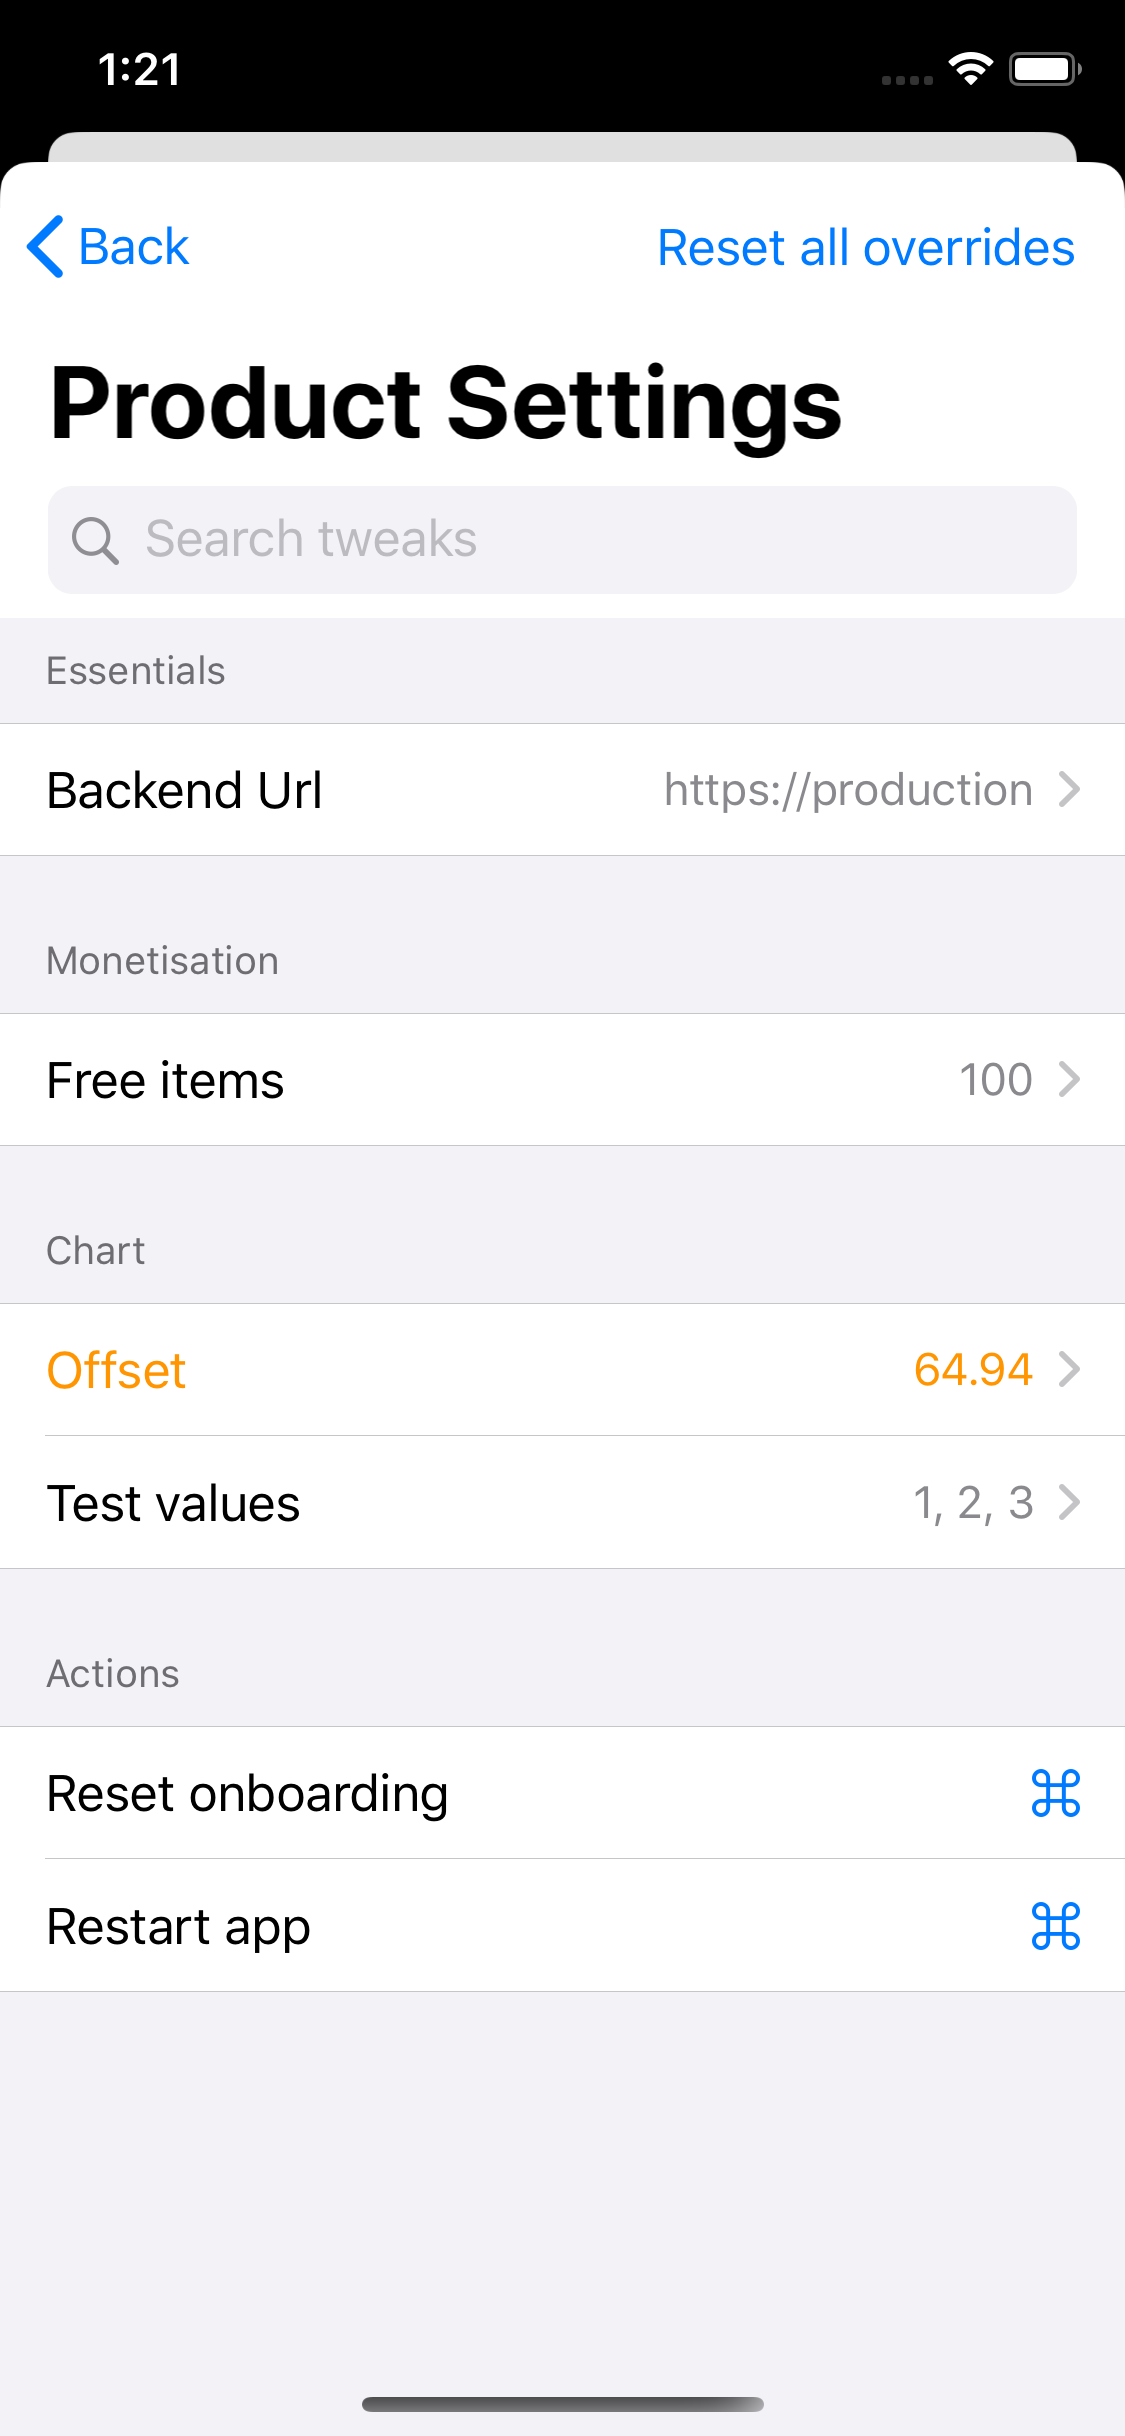 1:21
Back
Reset all overrides
Product Settings
Search tweaks
Essentials
Backend Url https://production
Monetisation
Free items 100
Chart
Offset 64.94
Test values 1, 2, 3
Actions
Reset onboarding ⌘
Restart app ⌘